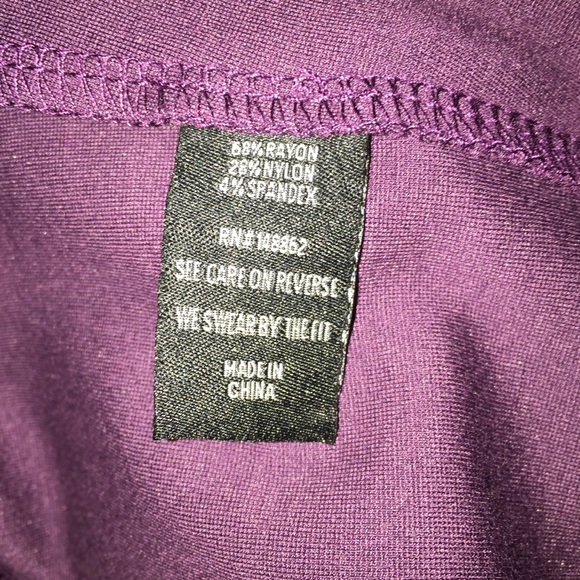 68%RAYON
28%NYLON
4%SPANDEX
RN# 148862
SEE CARE ON REVERSE
WE SWEAR BY THE FIT
MADE IN
CHINA